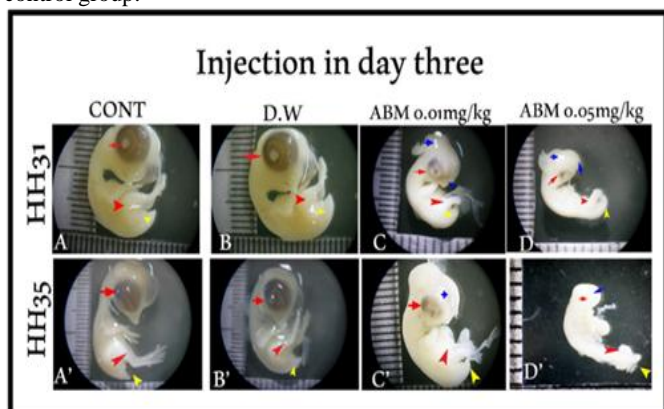 control group.
Injection in day three
CONT D.W ABM 0.01mg/kg ABM 0.05mg/kg
HH31
A B C D
HH35
A' B' C' D'